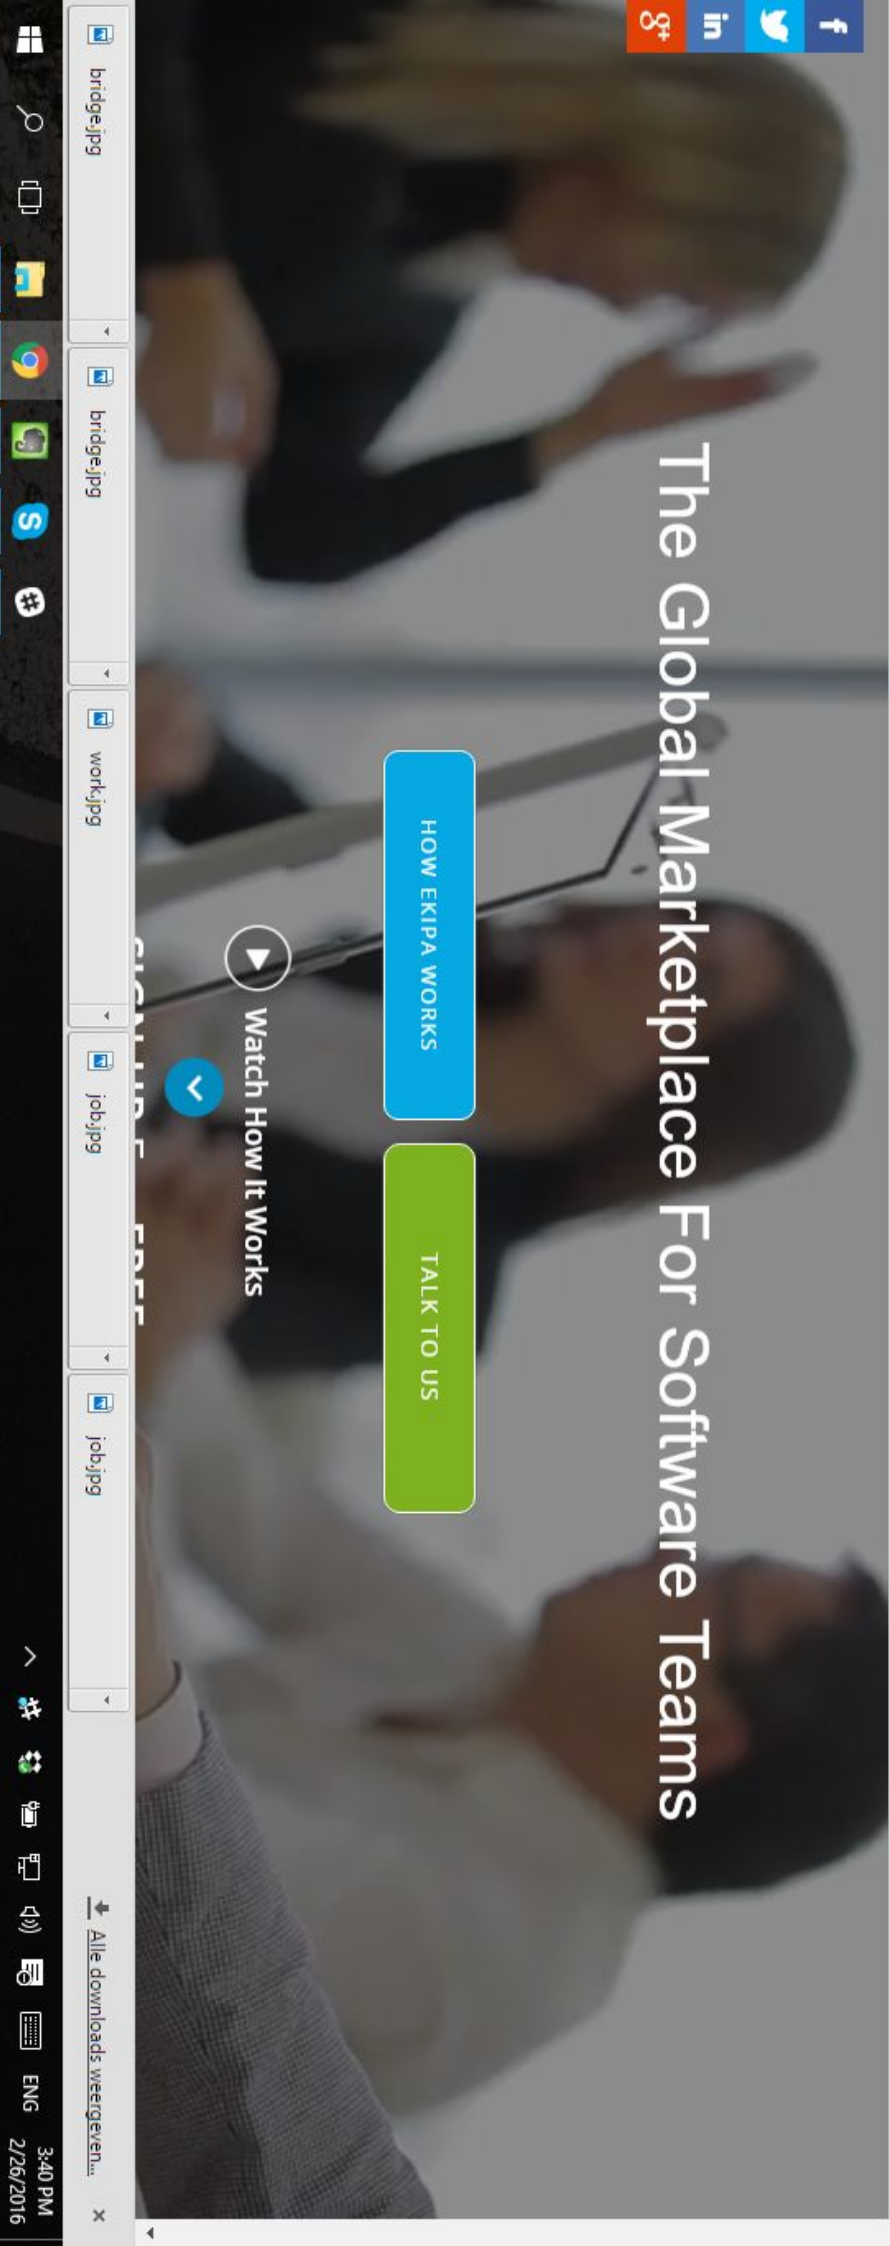 The Global Marketplace For Software Teams
HOW EKIPA WORKS
TALK TO US
Watch How It Works
bridge.jpg
bridge.jpg
work.jpg
job.jpg
job.jpg
Alle downloads weergeven...
ENG
3:40 PM
2/26/2016